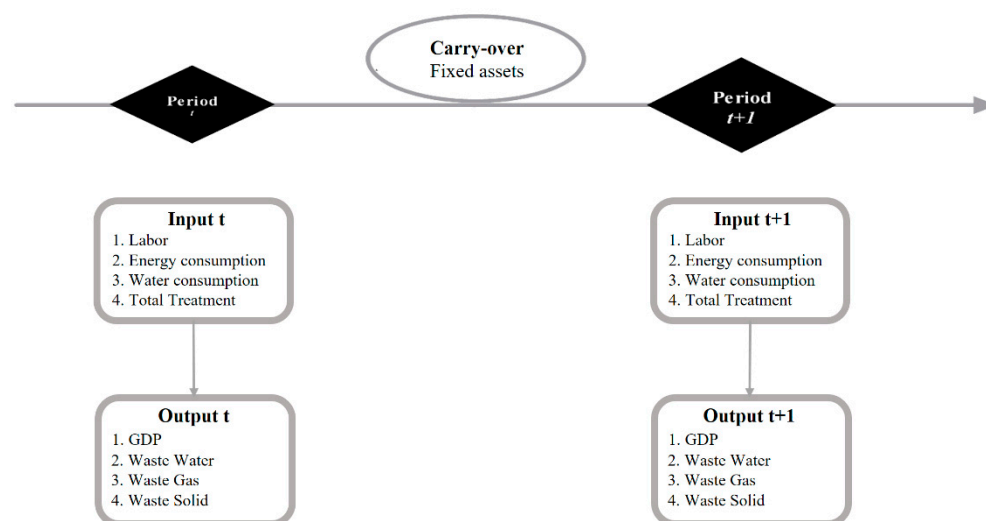 Carry-over
Fixed assets
Period
t
Period
t+1
Input t
1. Labor
2. Energy consumption
3. Water consumption
4. Total Treatment
Input t+1
1. Labor
2. Energy consumption
3. Water consumption
4. Total Treatment
Output t
1. GDP
2. Waste Water
3. Waste Gas
4. Waste Solid
Output t+1
1. GDP
2. Waste Water
3. Waste Gas
4. Waste Solid